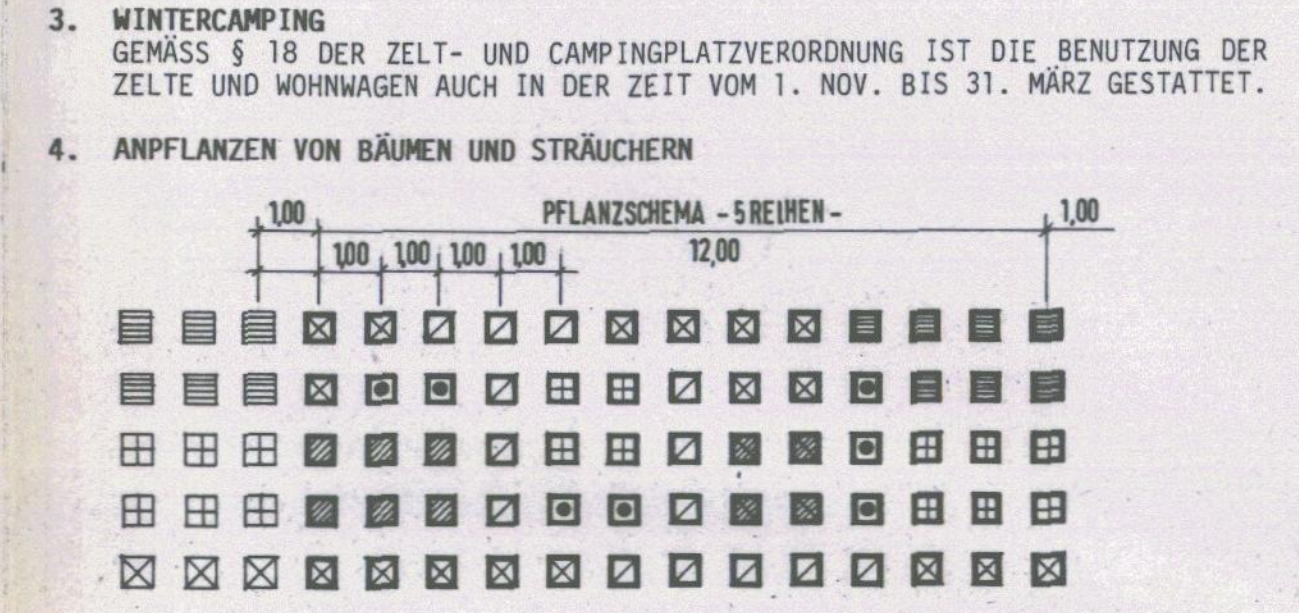 3. WINTERCAMPING
GEMÄSS § 18 DER ZELT- UND CAMPINGPLATZVERORDNUNG IST DIE BENUTZUNG DER
ZELTE UND WOHNWAGEN AUCH IN DER ZEIT VOM 1. NOV. BIS 31. MÄRZ GESTATTET.
4. ANPFLANZEN VON BÄUMEN UND STRÄUCHERN
1,00 PFLANZSCHEMA -5 REIHEN- 1,00
1,00 1,00 1,00 1,00 12,00